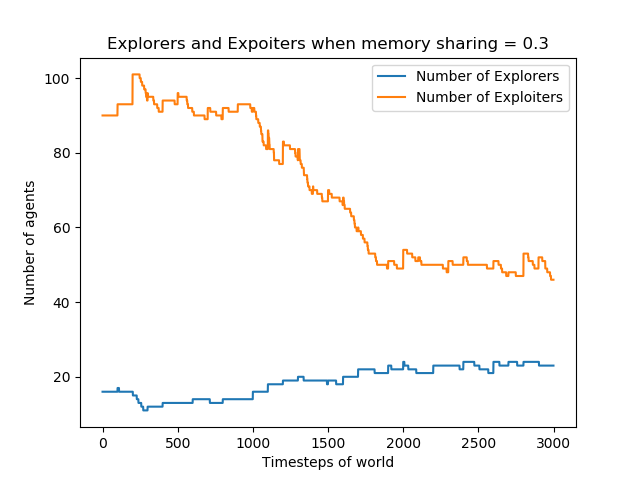 Explorers and Expoiters when memory sharing = 0.3
Number of Explorers
Number of Exploiters
Number of agents
100
80
60
40
20
0
500
1000
1500
2000
2500
3000
Timesteps of world